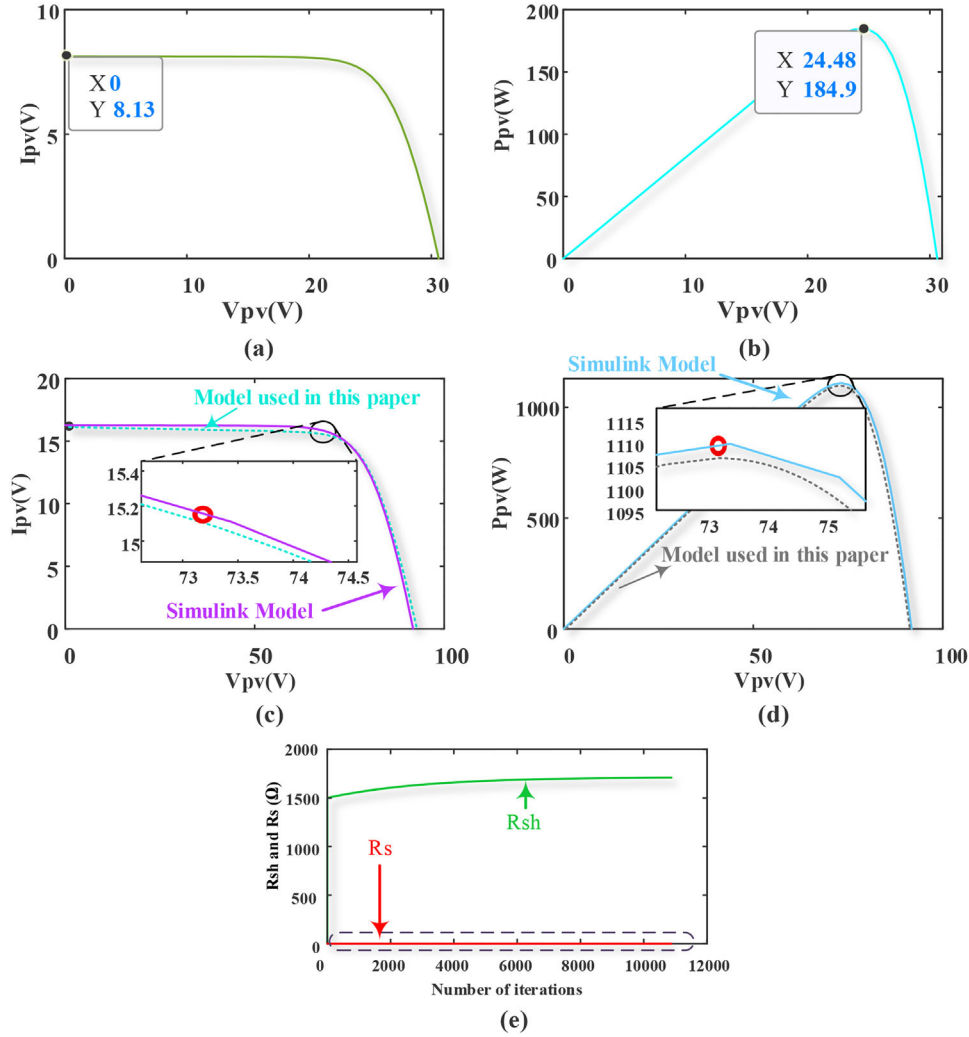 10
5
0
Ipv(V)
X 0
Y 8.13
0
10
20
30
Vpv(V)
(a)
200
150
100
50
0
Ppv(W)
X 24.48
Y 184.9
0
10
20
30
Vpv(V)
(b)
20
15
10
5
0
Ipv(V)
Model used in this paper
15.4
15.2
15
73
73.5
74
74.5
Simulink Model
0
50
100
Vpv(V)
(c)
Simulink Model
1000
500
0
Ppv(W)
1115
1110
1105
1100
1095
73
74
75
Model used in this paper
0
50
100
Vpv(V)
(d)
2000
1500
1000
500
0
Rsh and Rs (Ω)
Rsh
Rs
0
2000
4000
6000
8000
10000
12000
Number of iterations
(e)